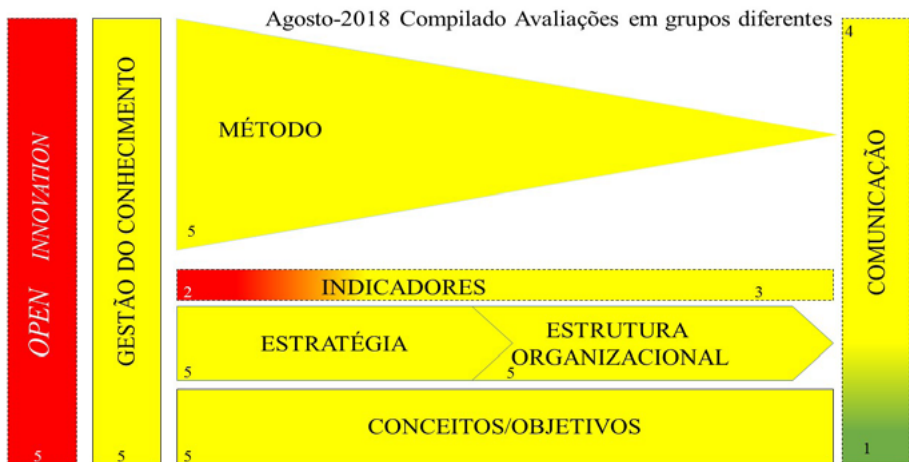 Agosto-2018 Compilado Avaliações em grupos diferentes
OPEN INNOVATION
5
GESTÃO DO CONHECIMENTO
5
MÉTODO
5
2
INDICADORES
3
ESTRATÉGIA
5
ESTRUTURA
ORGANIZACIONAL
5
CONCEITOS/OBJETIVOS
5
4
COMUNICAÇÃO
1